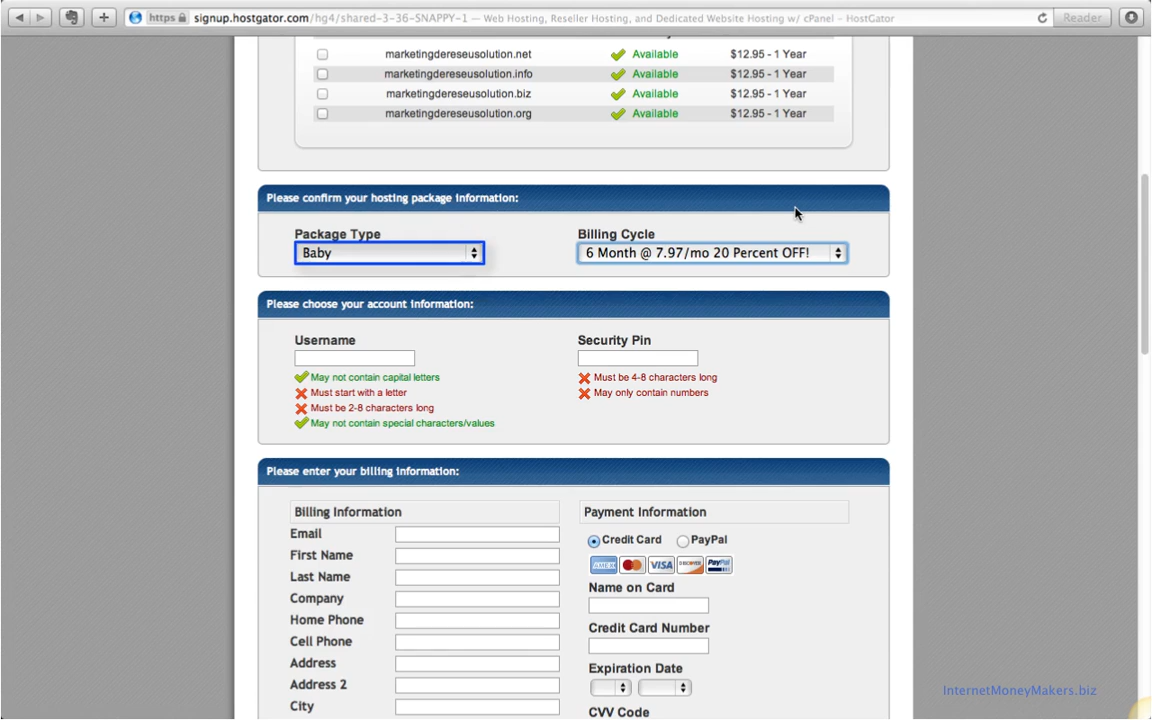 https signup.hostgator.com/hg4/shared-3-36-SNAPPY-1 — Web Hosting, Reseller Hosting, and Dedicated Website Hosting w/ cPanel – HostGator Reader
marketingdereseusolution.net Available $12.95 - 1 Year
marketingdereseusolution.info Available $12.95 - 1 Year
marketingdereseusolution.biz Available $12.95 - 1 Year
marketingdereseusolution.org Available $12.95 - 1 Year
Please confirm your hosting package information:
Package Type Billing Cycle
Baby 6 Month @ 7.97/mo 20 Percent OFF!
Please choose your account information:
Username Security Pin
May not contain capital letters Must be 4-8 characters long
Must start with a letter May only contain numbers
Must be 2-8 characters long
May not contain special characters/values
Please enter your billing information:
Billing Information Payment Information
Email Credit Card PayPal
First Name AMEX VISA DISCOVER PayPal
Last Name Name on Card
Company
Home Phone Credit Card Number
Cell Phone
Address Expiration Date
Address 2
City CVV Code
InternetMoneyMakers.biz